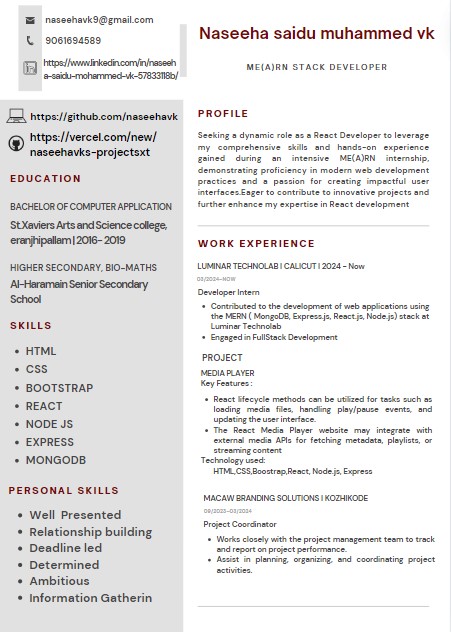 naseehavk9@gmail.com
9061694589
https://www.linkedin.com/in/naseeh
a-saidu-mohammed-vk-57833118b/
Naseeha saidu muhammed vk
ME(A)RN STACK DEVELOPER
https://github.com/naseehavk
https://vercel.com/new/
naseehavks-projectsxt
EDUCATION
BACHELOR OF COMPUTER APPLICATION
St.Xaviers Arts and Science college,
eranjhipallam | 2016- 2019
HIGHER SECONDARY, BIO-MATHS
Al-Haramain Senior Secondary
School
SKILLS
• HTML
• CSS
• BOOTSTRAP
• REACT
• NODE JS
• EXPRESS
• MONGODB
PERSONAL SKILLS
• Well Presented
• Relationship building
• Deadline led
• Determined
• Ambitious
• Information Gatherin
PROFILE
Seeking a dynamic role as a React Developer to leverage
my comprehensive skills and hands-on experience
gained during an intensive ME(A)RN internship,
demonstrating proficiency in modern web development
practices and a passion for creating impactful user
interfaces.Eager to contribute to innovative projects and
further enhance my expertise in React development
WORK EXPERIENCE
LUMINAR TECHNOLAB I CALICUT I 2024 - Now
03/2024-NOW
Developer Intern
• Contributed to the development of web applications using
the MERN ( MongoDB, Express.js, React.js, Node.js) stack at
Luminar Technolab
• Engaged in FullStack Development
PROJECT
MEDIA PLAYER
Key Features :
• React lifecycle methods can be utilized for tasks such as
loading media files, handling play/pause events, and
updating the user interface.
• The React Media Player website may integrate with
external media APIs for fetching metadata, playlists, or
streaming content
Technology used:
HTML,CSS,Boostrap,React, Node.js, Express
MACAW BRANDING SOLUTIONS I KOZHIKODE
09/2023-03/2024
Project Coordinator
• Works closely with the project management team to track
and report on project performance.
• Assist in planning, organizing, and coordinating project
activities.